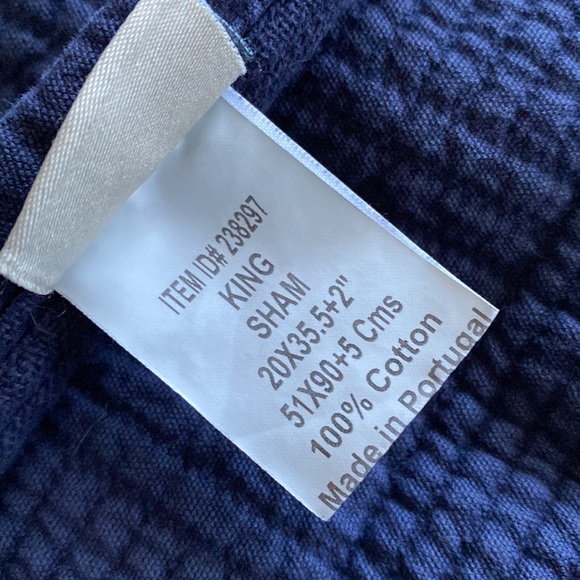 ITEM ID# 238297
KING
SHAM
20X35.5+2"
51X90+5 Cms
100% Cotton
Made in Portugal